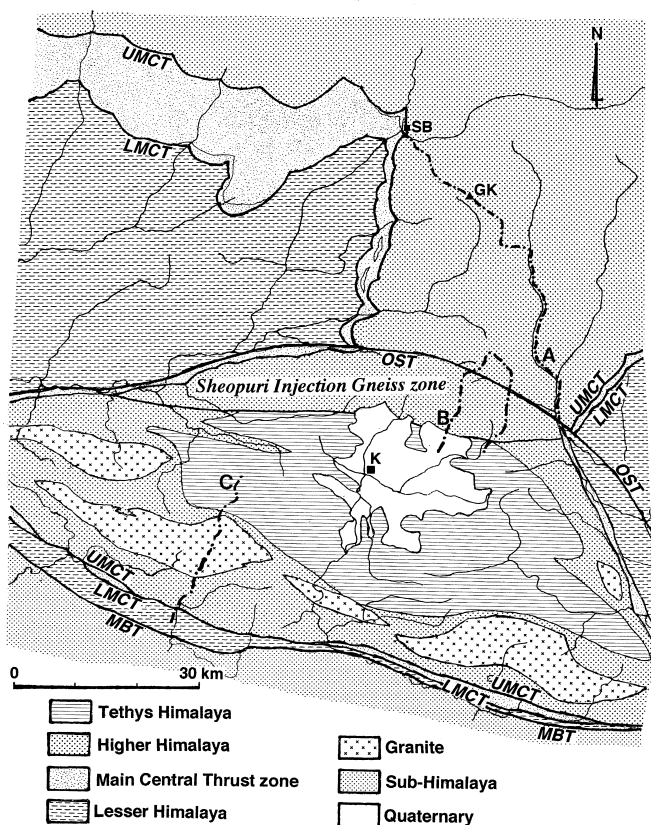 N
UMCT
LMCT
SB
GK
A
OST
UMCT
LMCT
Sheopuri Injection Gneiss zone
B
K
OST
C
UMCT
LMCT
MBT
UMCT
LMCT
MBT
0 30 km
Tethys Himalaya
Higher Himalaya
Main Central Thrust zone
Lesser Himalaya
Granite
Sub-Himalaya
Quaternary